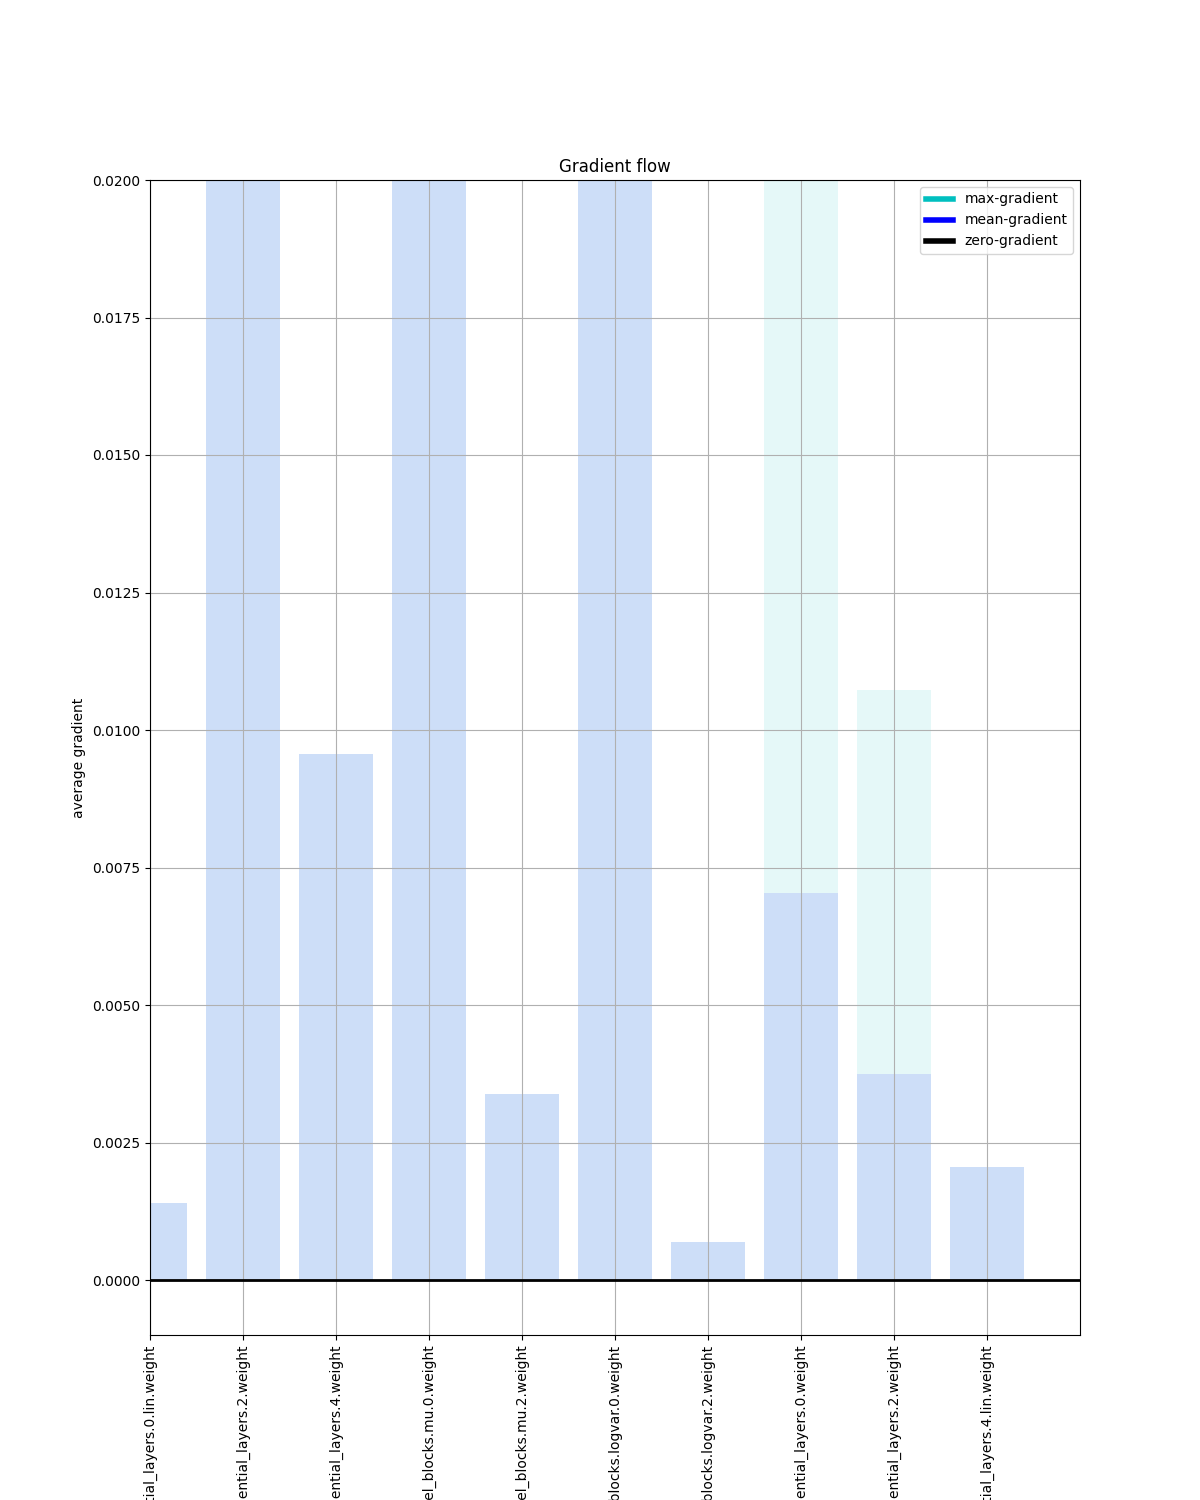 Gradient flow
max-gradient
mean-gradient
zero-gradient
0.0200
0.0175
0.0150
0.0125
0.0100
0.0075
0.0050
0.0025
0.0000
average gradient
tial_layers.0.lin.weight
ential_layers.2.weight
ential_layers.4.weight
el_blocks.mu.0.weight
el_blocks.mu.2.weight
blocks.logvar.0.weight
blocks.logvar.2.weight
ential_layers.0.weight
ential_layers.2.weight
tial_layers.4.lin.weight